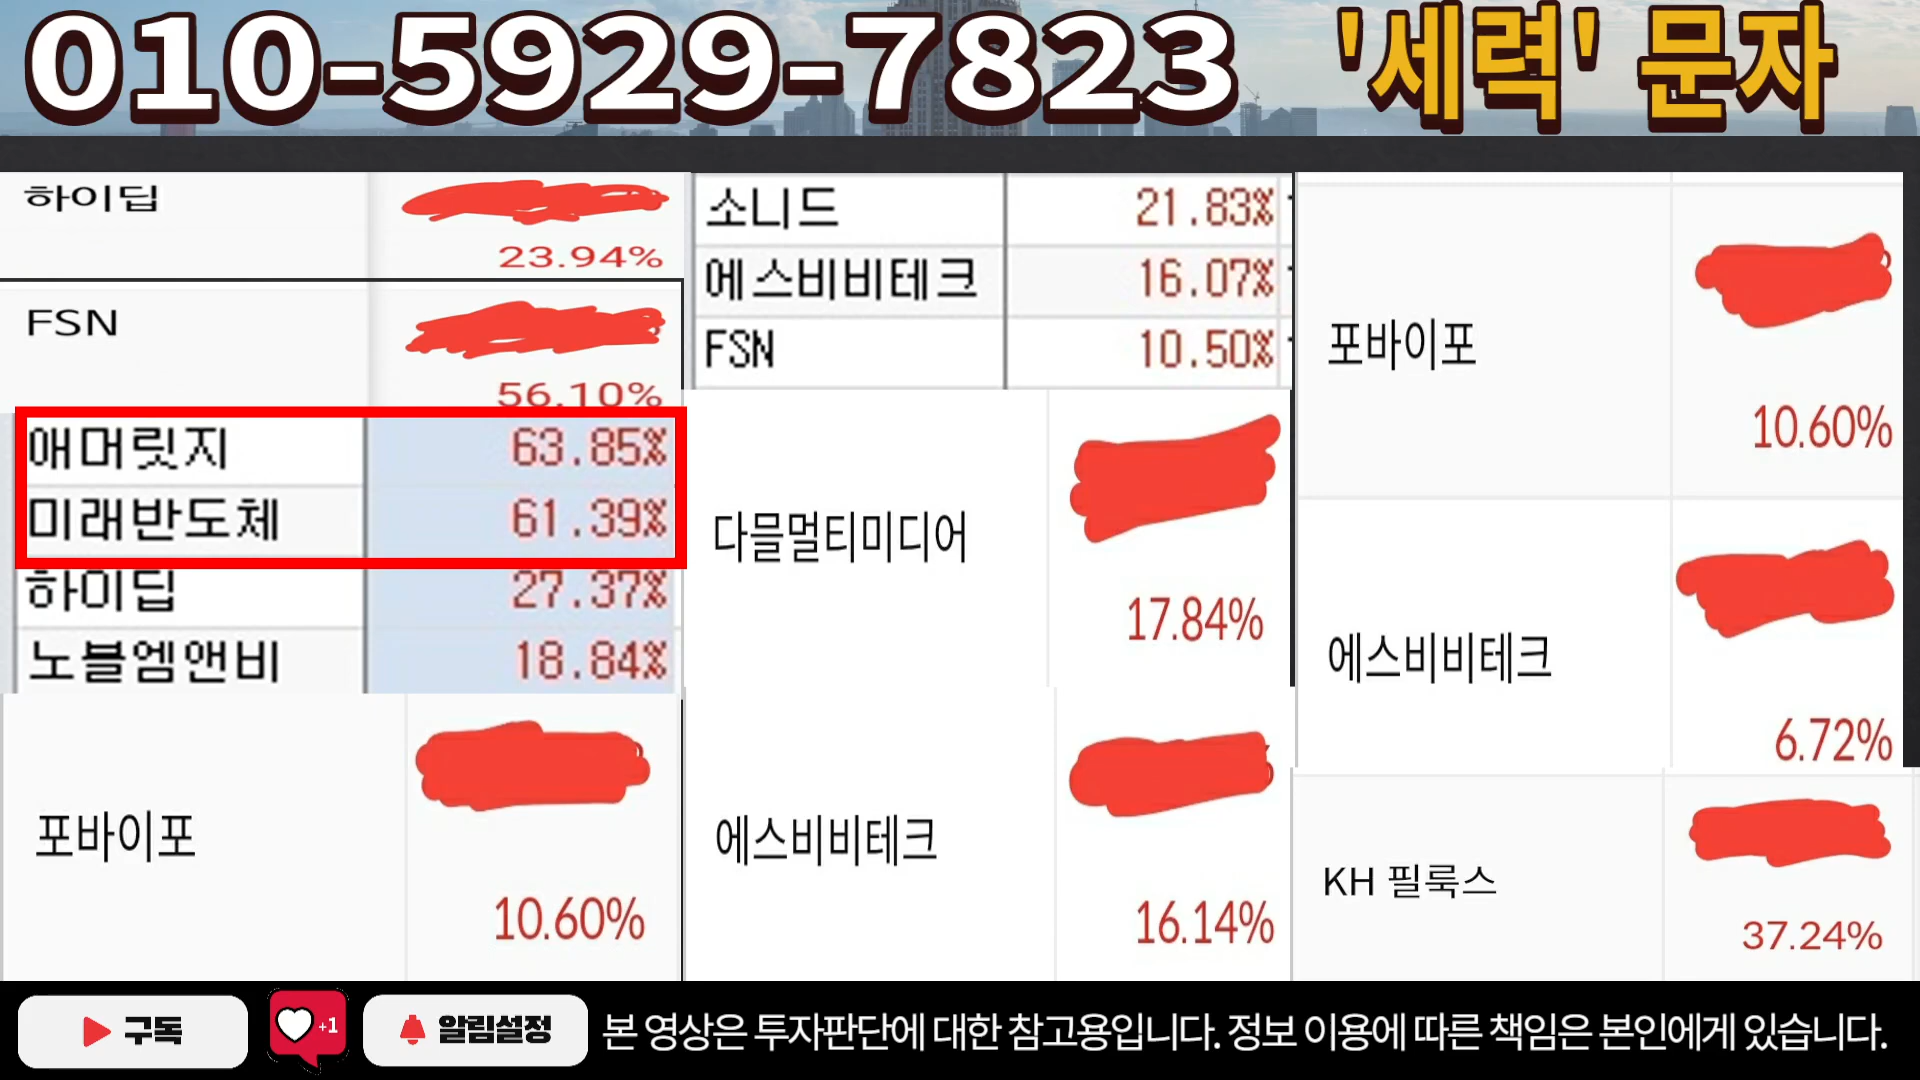 010-5929-7823 '세력' 문자
하이딥
23.94%
FSN
56.10%
애머릿지 63.85%
미래반도체 61.39%
하이딥 27.37%
노블엠앤비 18.84%
포바이포
10.60%
소니드 21.83%
에스비비테크 16.07%
FSN 10.50%
다믈멀티미디어
17.84%
에스비비테크
16.14%
포바이포
10.60%
에스비비테크
6.72%
KH 필룩스
37.24%
구독 +1 알림설정 본 영상은 투자판단에 대한 참고용입니다. 정보 이용에 따른 책임은 본인에게 있습니다.